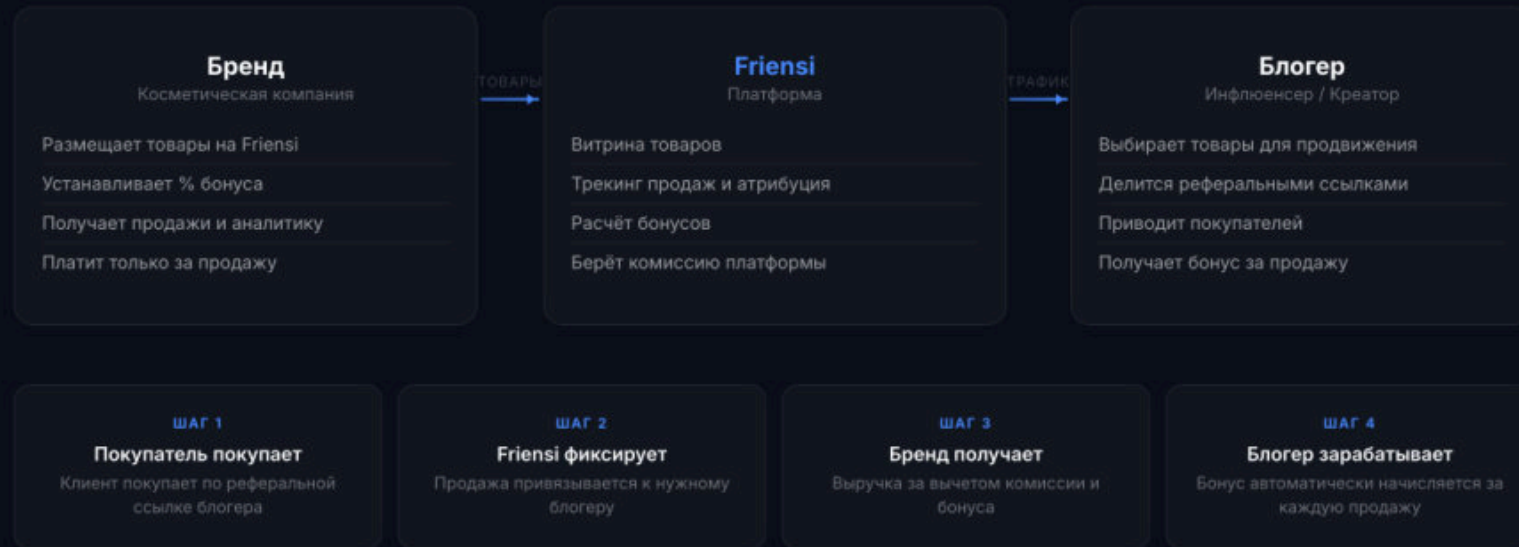 Бренд
Косметическая компания
Размещает товары на Friensi
Устанавливает % бонуса
Получает продажи и аналитику
Платит только за продажу
ТОВАРЫ
Friensi
Платформа
Витрина товаров
Трекинг продаж и атрибуция
Расчёт бонусов
Берёт комиссию платформы
ТРАФИК
Блогер
Инфлюенсер / Креатор
Выбирает товары для продвижения
Делится реферальными ссылками
Приводит покупателей
Получает бонус за продажу
ШАГ 1
Покупатель покупает
Клиент покупает по реферальной
ссылке блогера
ШАГ 2
Friensi фиксирует
Продажа привязывается к нужному
блогеру
ШАГ 3
Бренд получает
Выручка за вычетом комиссии и
бонуса
ШАГ 4
Блогер зарабатывает
Бонус автоматически начисляется за
каждую продажу